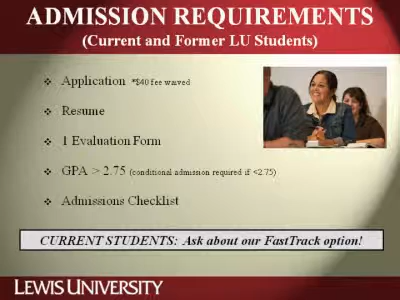 ADMISSION REQUIREMENTS
(Current and Former LU Students)
Application *$40 fee waived
Resume
1 Evaluation Form
GPA > 2.75 (conditional admission required if <2.75)
Admissions Checklist
CURRENT STUDENTS: Ask about our FastTrack option!
LEWIS UNIVERSITY